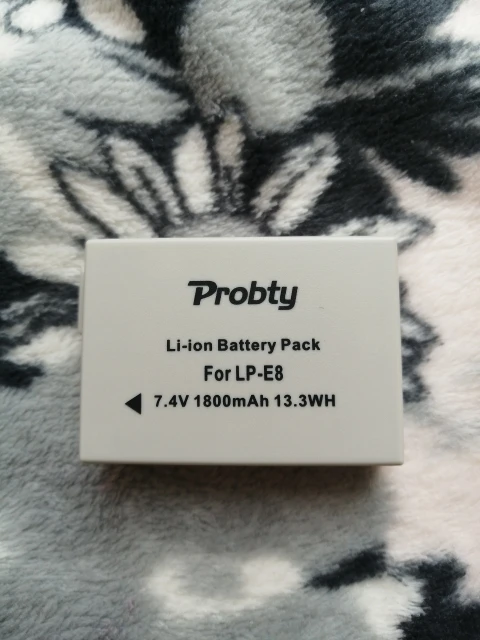 Probty
Li-ion Battery Pack
For LP-E8
7.4V 1800mAh 13.3WH